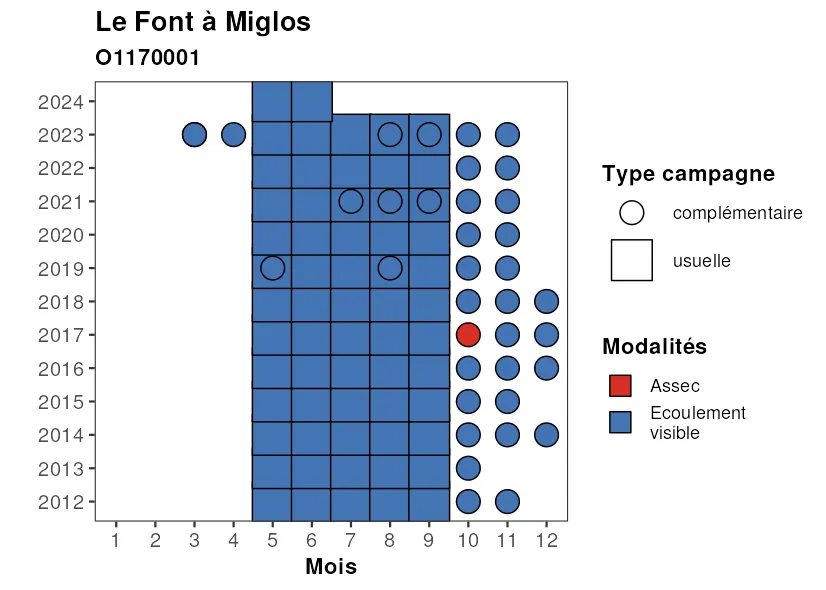 Le Font à Miglos
O1170001
2024
2023
2022
2021
2020
2019
2018
2017
2016
2015
2014
2013
2012
1 2 3 4 5 6 7 8 9 10 11 12
Mois
Type campagne
complémentaire
usuelle
Modalités
Assec
Ecoulement
visible